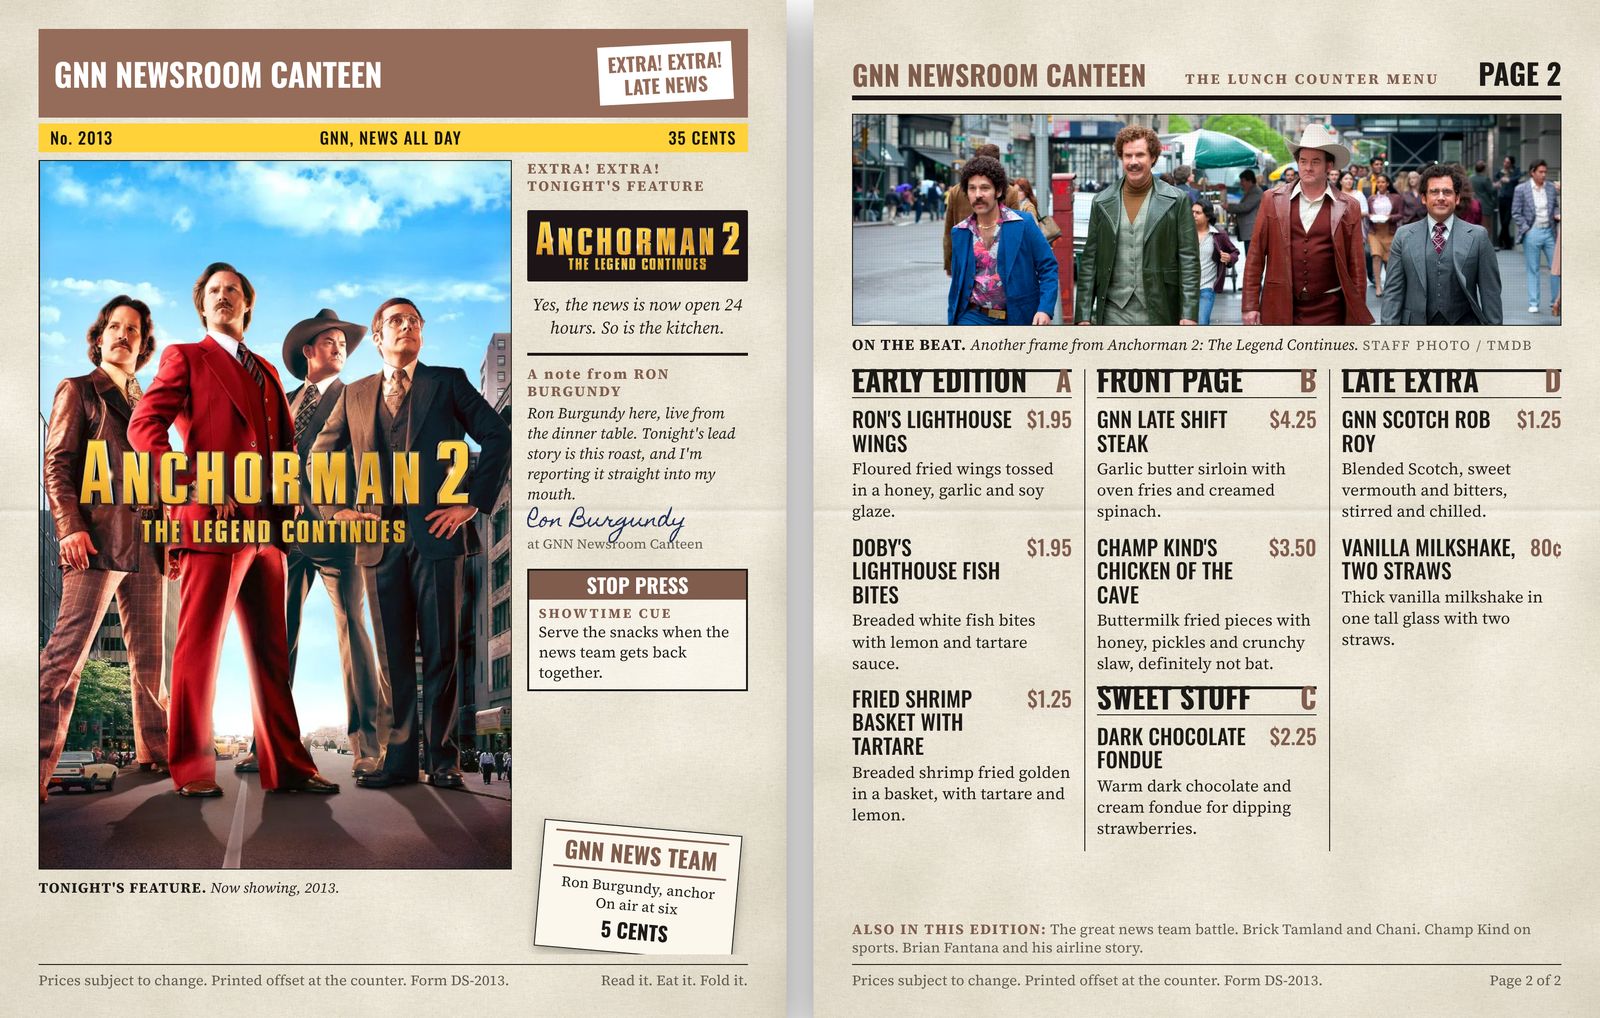 GNN NEWSROOM CANTEEN
EXTRA! EXTRA!
LATE NEWS
No. 2013
GNN, NEWS ALL DAY
35 CENTS
ANCHORMAN 2
THE LEGEND CONTINUES
TONIGHT'S FEATURE. Now showing, 2013.
EXTRA! EXTRA!
TONIGHT'S FEATURE
ANCHORMAN 2
THE LEGEND CONTINUES
Yes, the news is now open 24
hours. So is the kitchen.
A note from RON
BURGUNDY
Ron Burgundy here, live from
the dinner table. Tonight's lead
story is this roast, and I'm
reporting it straight into my
mouth.
Ron Burgundy
at GNN Newsroom Canteen
STOP PRESS
SHOWTIME CUE
Serve the snacks when the
news team gets back
together.
GNN NEWS TEAM
Ron Burgundy, anchor
On air at six
5 CENTS
Prices subject to change. Printed offset at the counter. Form DS-2013.
Read it. Eat it. Fold it.
GNN NEWSROOM CANTEEN
THE LUNCH COUNTER MENU
PAGE 2
ON THE BEAT. Another frame from Anchorman 2: The Legend Continues. STAFF PHOTO / TMDB
EARLY EDITION A
RON'S LIGHTHOUSE $1.95
WINGS
Floured fried wings tossed
in a honey, garlic and soy
glaze.
DOBY'S $1.95
LIGHTHOUSE FISH
BITES
Breaded white fish bites
with lemon and tartare
sauce.
FRIED SHRIMP $1.25
BASKET WITH
TARTARE
Breaded shrimp fried golden
in a basket, with tartare and
lemon.
FRONT PAGE B
GNN LATE SHIFT $4.25
STEAK
Garlic butter sirloin with
oven fries and creamed
spinach.
CHAMP KIND'S $3.50
CHICKEN OF THE
CAVE
Buttermilk fried pieces with
honey, pickles and crunchy
slaw, definitely not bat.
SWEET STUFF C
DARK CHOCOLATE $2.25
FONDUE
Warm dark chocolate and
cream fondue for dipping
strawberries.
LATE EXTRA D
GNN SCOTCH ROB $1.25
ROY
Blended Scotch, sweet
vermouth and bitters,
stirred and chilled.
VANILLA MILKSHAKE, 80¢
TWO STRAWS
Thick vanilla milkshake in
one tall glass with two
straws.
ALSO IN THIS EDITION: The great news team battle. Brick Tamland and Chani. Champ Kind on
sports. Brian Fantana and his airline story.
Prices subject to change. Printed offset at the counter. Form DS-2013.
Page 2 of 2